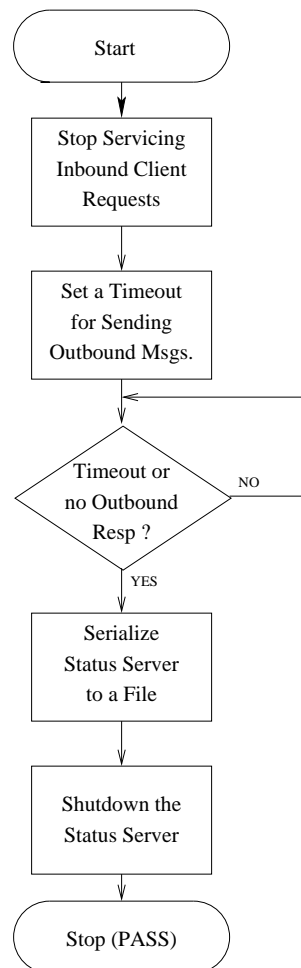 Start
Stop Servicing
Inbound Client
Requests
Set a Timeout
for Sending
Outbound Msgs.
Timeout or
no Outbound
Resp ?
NO
YES
Serialize
Status Server
to a File
Shutdown the
Status Server
Stop (PASS)